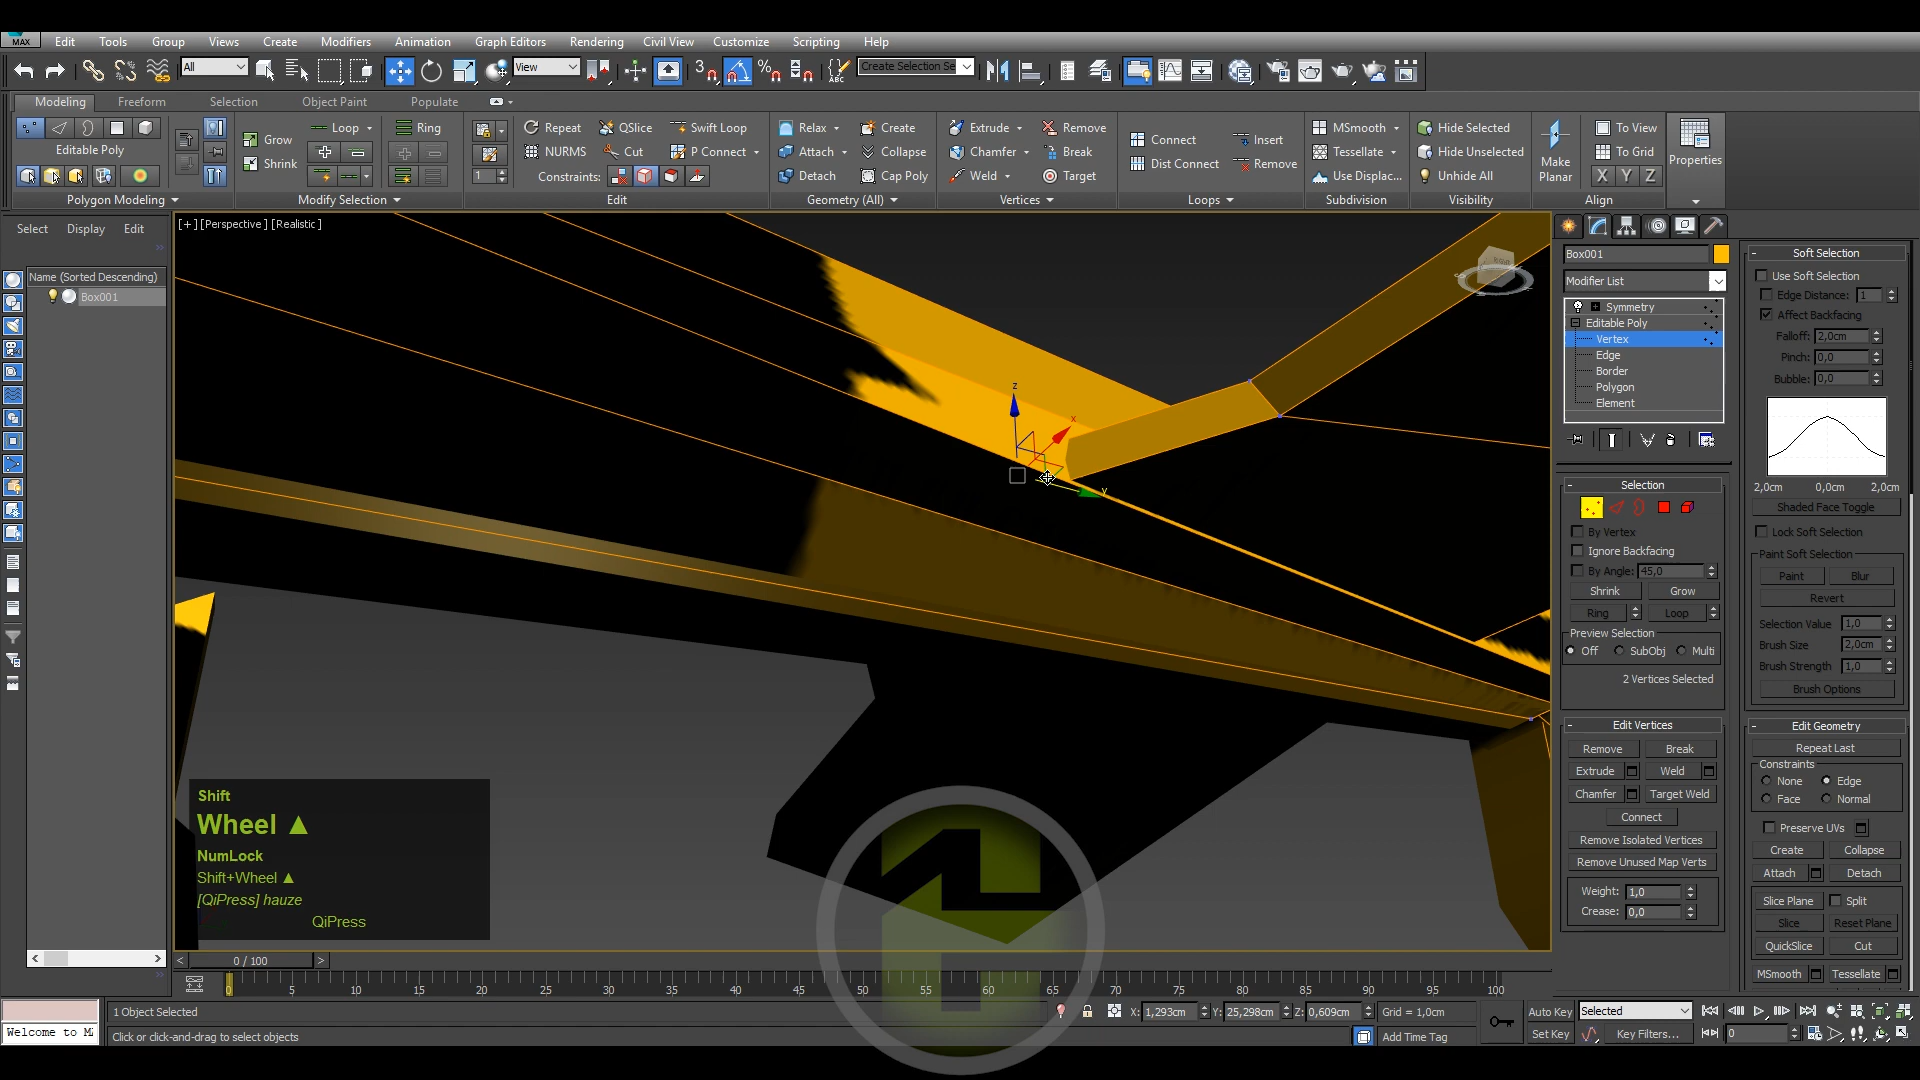 MAX
Edit Tools Group Views Create Modifiers Animation Graph Editors Rendering Civil View Customize Scripting Help
All View Create Selection Se
Modeling Freeform Selection Object Paint Populate
Grow Loop Ring Repeat QSlice Swift Loop Relax Create Extrude Remove Connect Insert MSmooth Hide Selected To View
Editable Poly Shrink NURMS Cut P Connect Attach Collapse Chamfer Break Dist Connect Remove Tessellate Hide Unselected Make Planar To Grid Properties
1 Constraints: Detach Cap Poly Weld Target Use Displac... Unhide All X Y Z
Polygon Modeling Modify Selection Edit Geometry (All) Vertices Loops Subdivision Visibility Align
Select Display Edit
[+] [Perspective ] [Realistic ]
Name (Sorted Descending)
Box001
z
x
y
Shift
Wheel ▲
NumLock
Shift+Wheel ▲
[QiPress] hauze
QiPress
Box001
Modifier List
Symmetry
Editable Poly
Vertex
Edge
Border
Polygon
Element
Selection
By Vertex
Ignore Backfacing
By Angle: 45,0
Shrink Grow
Ring Loop
Preview Selection
Off SubObj Multi
2 Vertices Selected
Edit Vertices
Remove Break
Extrude Weld
Chamfer Target Weld
Connect
Remove Isolated Vertices
Remove Unused Map Verts
Weight: 1,0
Crease: 0,0
Soft Selection
Use Soft Selection
Edge Distance: 1
Affect Backfacing
Falloff: 2,0cm
Pinch: 0,0
Bubble: 0,0
2,0cm 0,0cm 2,0cm
Shaded Face Toggle
Lock Soft Selection
Paint Soft Selection
Paint Blur
Revert
Selection Value 1,0
Brush Size 2,0cm
Brush Strength 1,0
Brush Options
Edit Geometry
Repeat Last
Constraints
None Edge
Face Normal
Preserve UVs
Create Collapse
Attach Detach
Slice Plane Split
Slice Reset Plane
QuickSlice Cut
MSmooth Tessellate
0 / 100
0 5 10 15 20 25 30 35 40 45 50 55 60 65 70 75 80 85 90 95 100
1 Object Selected X: 1,293cm Y: 25,298cm Z: 0,609cm Grid = 1,0cm Auto Key Selected
Welcome to Click or click-and-drag to select objects Add Time Tag Set Key Key Filters... 0